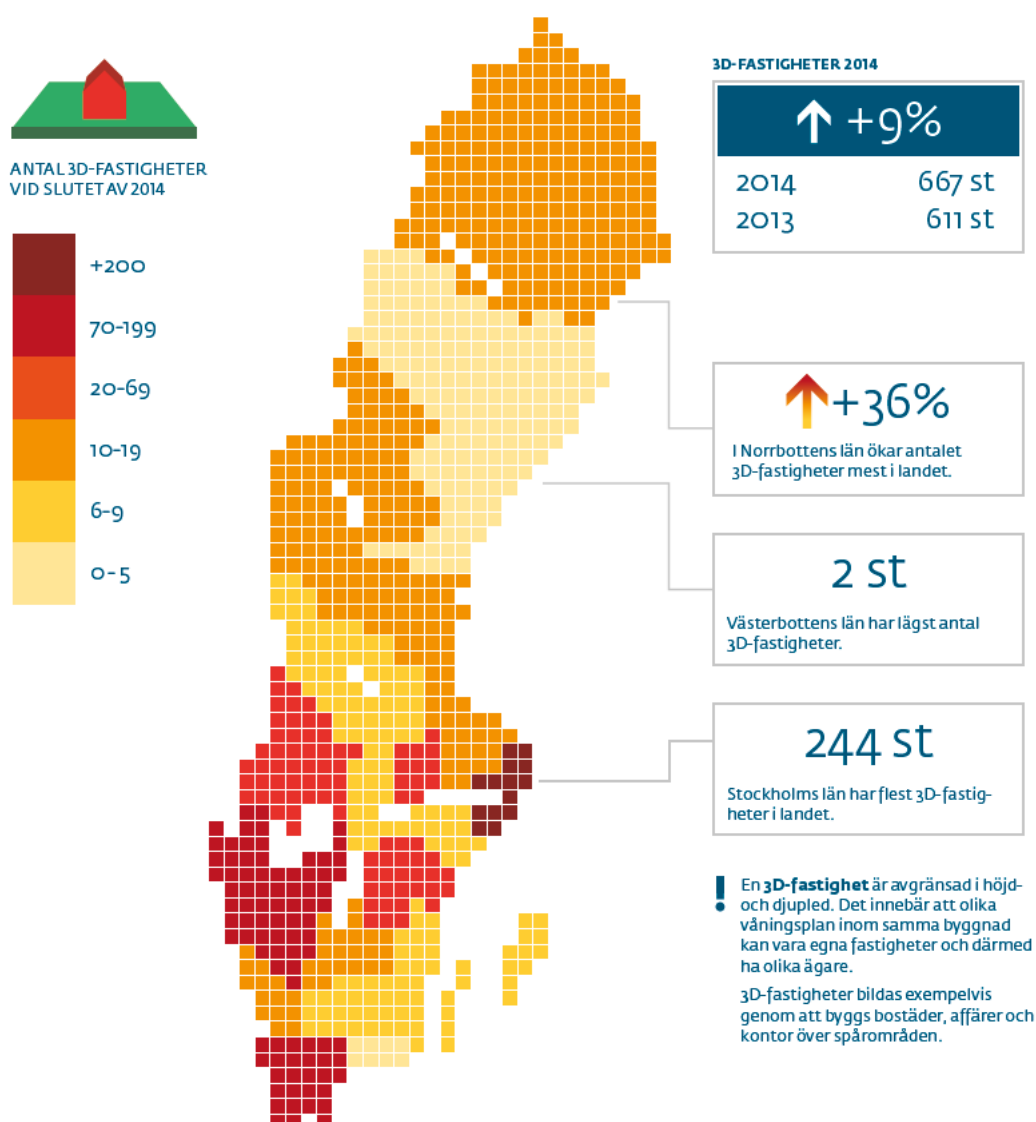 ANTAL 3D-FASTIGHETER
VID SLUTET AV 2014
+200
70-199
20-69
10-19
6-9
0-5
3D-FASTIGHETER 2014
+9%
2014 667 st
2013 611 st
+36%
I Norrbottens län ökar antalet
3D-fastigheter mest i landet.
2 st
Västerbottens län har lägst antal
3D-fastigheter.
244 st
Stockholms län har flest 3D-fastig-
heter i landet.
! En 3D-fastighet är avgränsad i höjd-
och djupled. Det innebär att olika
våningsplan inom samma byggnad
kan vara egna fastigheter och därmed
ha olika ägare.
3D-fastigheter bildas exempelvis
genom att byggs bostäder, affärer och
kontor över spårområden.